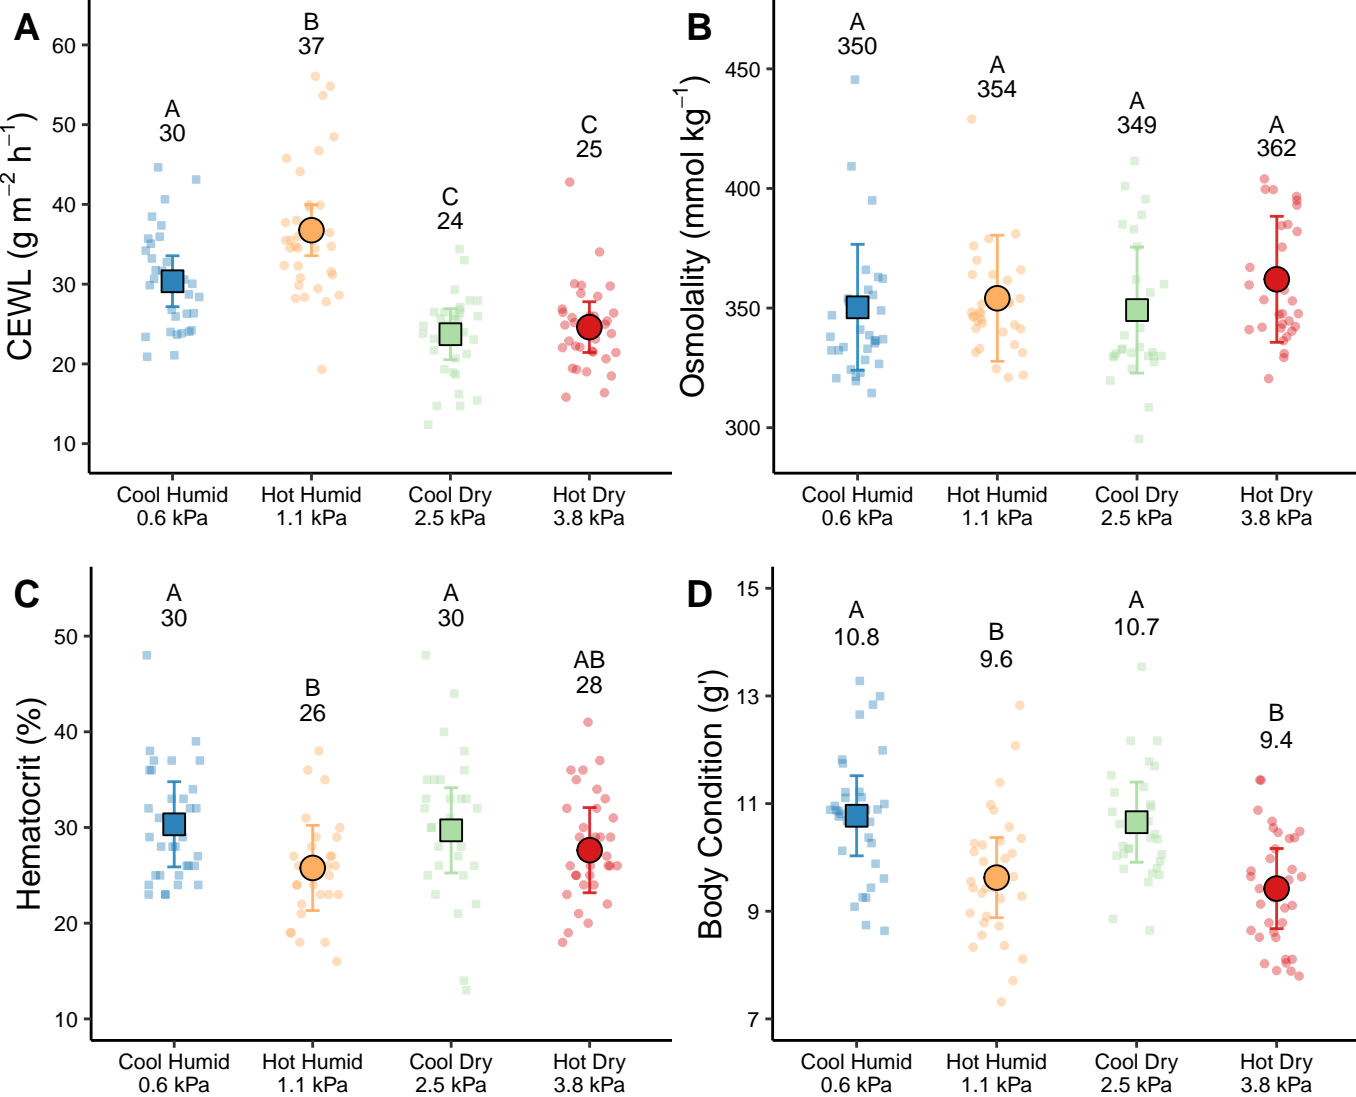 A
CEWL (g m⁻² h⁻¹)
60
50
40
30
20
10
A
30
B
37
C
24
C
25
Cool Humid
0.6 kPa
Hot Humid
1.1 kPa
Cool Dry
2.5 kPa
Hot Dry
3.8 kPa
B
Osmolality (mmol kg⁻¹)
450
400
350
300
A
350
A
354
A
349
A
362
Cool Humid
0.6 kPa
Hot Humid
1.1 kPa
Cool Dry
2.5 kPa
Hot Dry
3.8 kPa
C
Hematocrit (%)
50
40
30
20
10
A
30
B
26
A
30
AB
28
Cool Humid
0.6 kPa
Hot Humid
1.1 kPa
Cool Dry
2.5 kPa
Hot Dry
3.8 kPa
D
Body Condition (g')
15
13
11
9
7
A
10.8
B
9.6
A
10.7
B
9.4
Cool Humid
0.6 kPa
Hot Humid
1.1 kPa
Cool Dry
2.5 kPa
Hot Dry
3.8 kPa